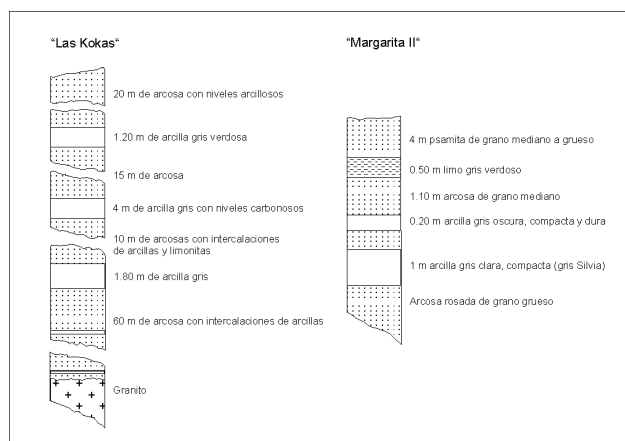 "Las Kokas"
20 m de arcosa con niveles arcillosos
1.20 m de arcilla gris verdosa
15 m de arcosa
4 m de arcilla gris con niveles carbonosos
10 m de arcosas con intercalaciones
de arcillas y limonitas
1.80 m de arcilla gris
60 m de arcosa con intercalaciones de arcillas
Granito
"Margarita II"
4 m psamita de grano mediano a grueso
0.50 m limo gris verdoso
1.10 m arcosa de grano mediano
0.20 m arcilla gris oscura, compacta y dura
1 m arcilla gris clara, compacta (gris Silvia)
Arcosa rosada de grano grueso